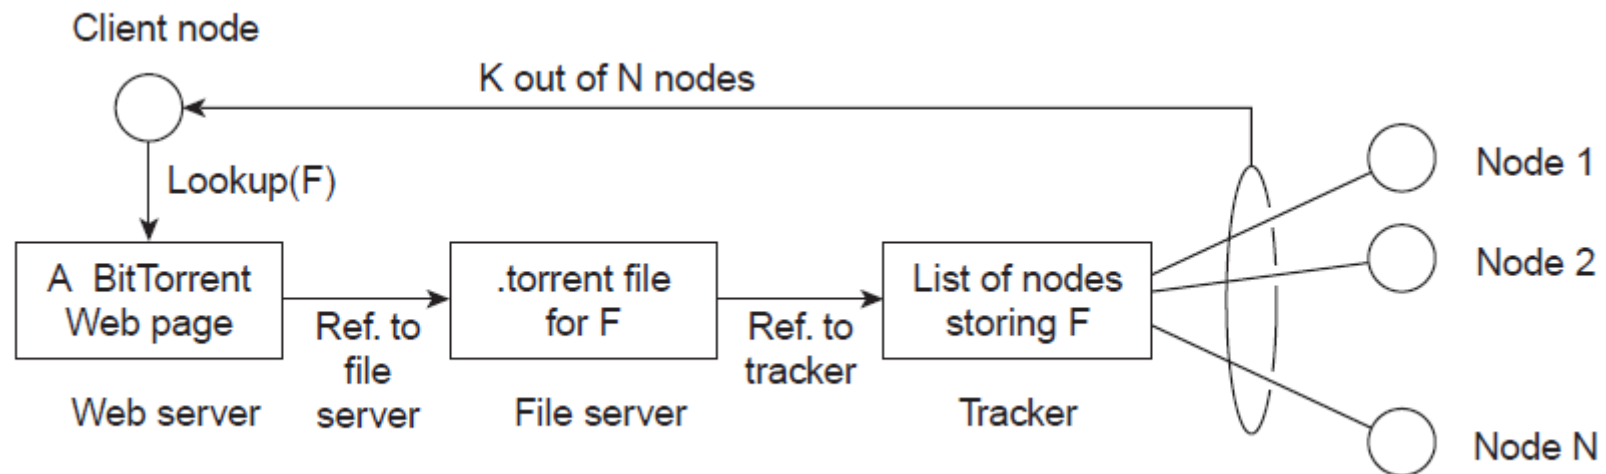 Client node
K out of N nodes
Lookup(F)
Node 1
Node 2
A BitTorrent
Web page
.torrent file
for F
List of nodes
storing F
Ref. to
file
server
Ref. to
tracker
Web server
File server
Tracker
Node N